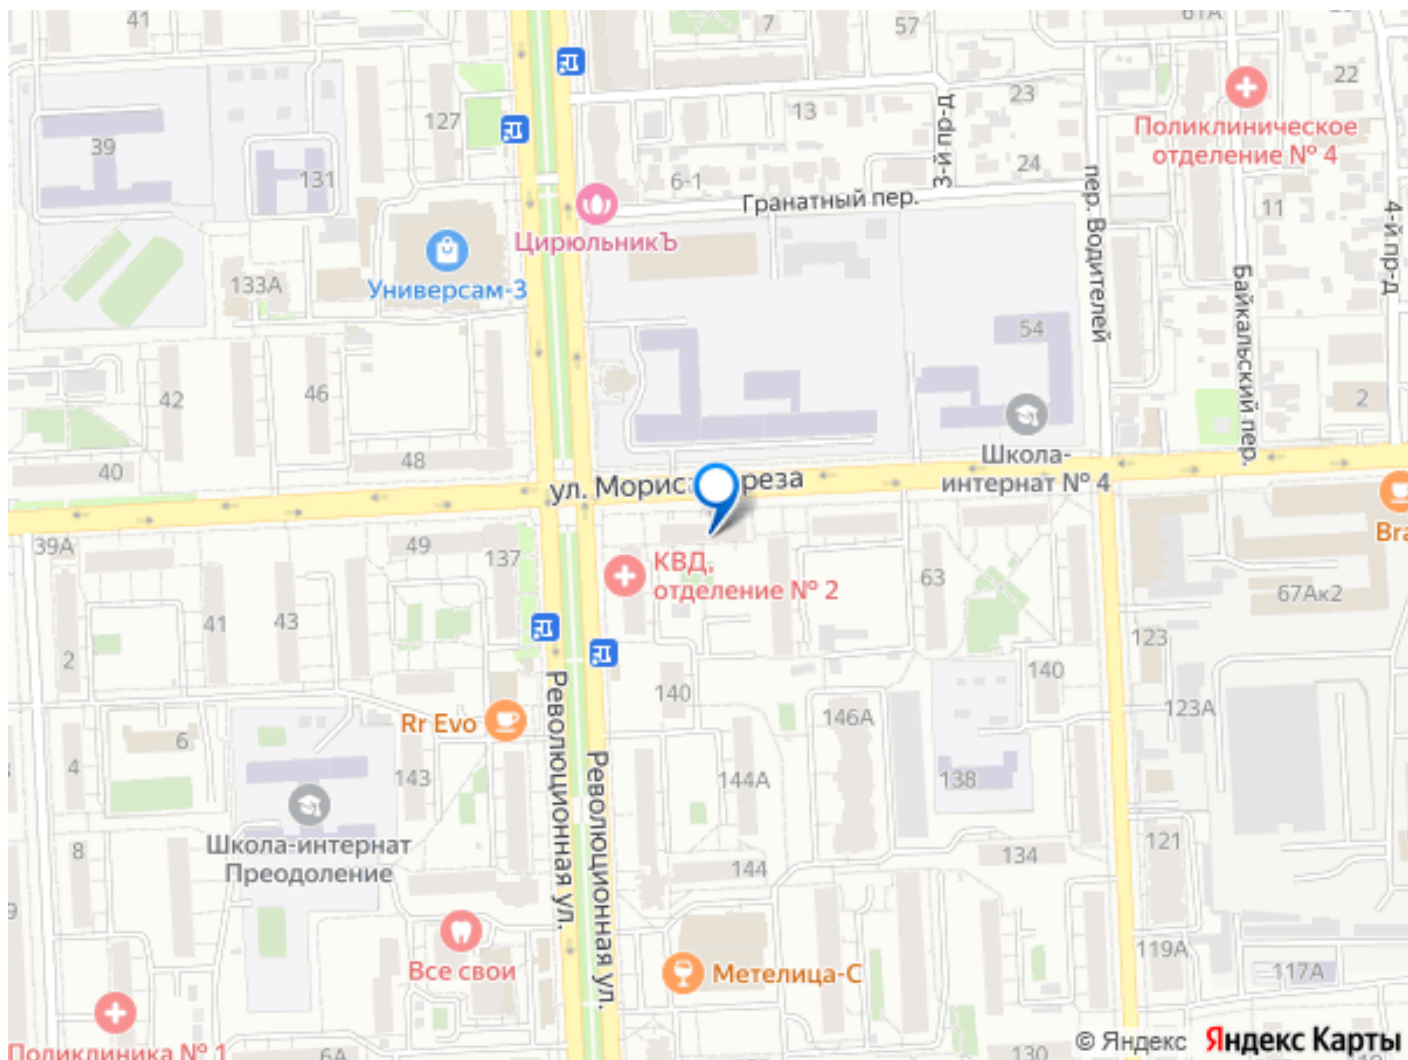 41
7
57
61А
22
127
13
3-й пр-д
23
39
131
Поликлиническое
отделение № 4
24
6-1
Гранатный пер.
пер. Водителей
11
4-й пр-д
ЦирюльникЪ
Универсам-3
133А
Байкальский пер.
54
42
46
2
40
48
Школа-
интернат № 4
ул. Мориса
реза
39А
49
137
КВД,
отделение № 2
63
67Ак2
Bra
41
43
123
2
140
140
123А
Rr Evo
Революционная ул.
Революционная ул.
146А
6
4
143
144А
138
Школа-интернат
Преодоление
8
121
144
134
9
Все свои
Метелица-С
119А
117А
Поликлиника № 1
6А
130
© Яндекс
Яндекс Карты